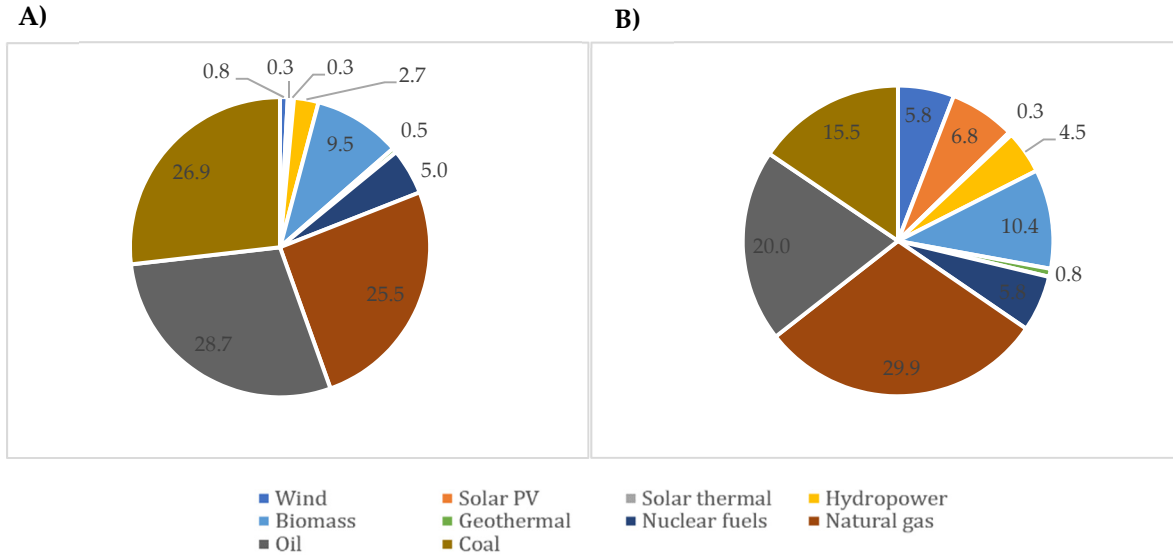 A)
B)
0.8 0.3 0.3 2.7
9.5
0.5
5.0
25.5
28.7
26.9
5.8
6.8
0.3
4.5
10.4
0.8
29.9
20.0
15.5
Wind Solar PV Solar thermal Hydropower
Biomass Geothermal Nuclear fuels Natural gas
Oil Coal